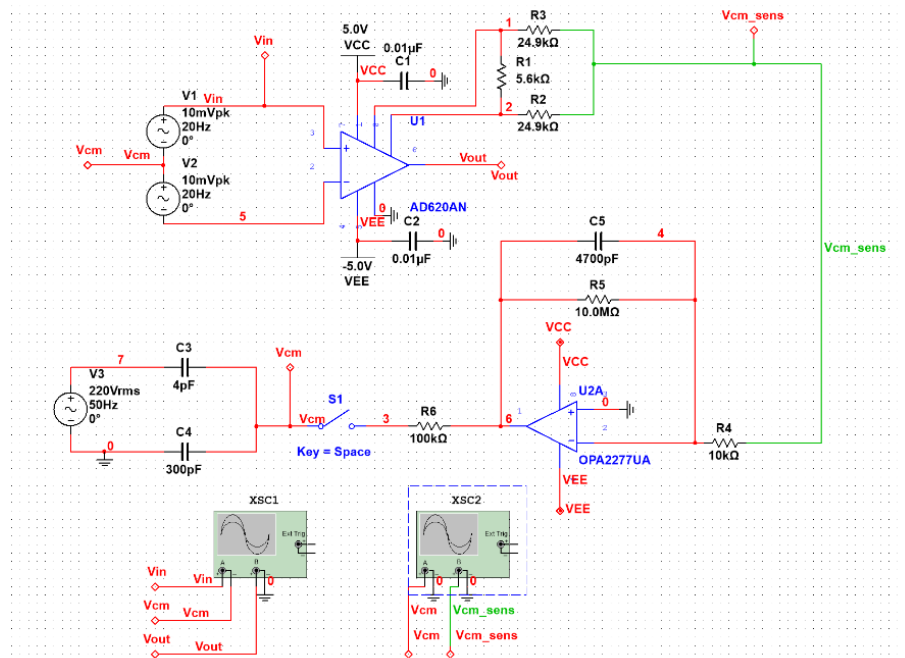 Vin
5.0V
VCC
0.01µF
C1
VCC
0
1
R3
24.9kΩ
R1
5.6kΩ
2
R2
24.9kΩ
Vcm_sens
V1
Vin
10mVpk
20Hz
0°
Vcm
Vcm
V2
10mVpk
20Hz
0°
5
3
2
7
6
4
U1
Vout
Vout
AD620AN
0
VEE
C2
0
0.01µF
-5.0V
VEE
C5
4
4700pF
R5
10.0MΩ
Vcm_sens
VCC
VCC
U2A
0
1
2
6
OPA2277UA
R4
10kΩ
VEE
VEE
7
C3
4pF
V3
220Vrms
50Hz
0°
0
C4
300pF
Vcm
Vcm
S1
Key = Space
3
R6
100kΩ
XSC1
Ext Trig
A
B
Vin
Vin
0
Vcm
Vcm
Vout
Vout
XSC2
Ext Trig
A
B
0
0
Vcm
Vcm_sens
Vcm
Vcm_sens